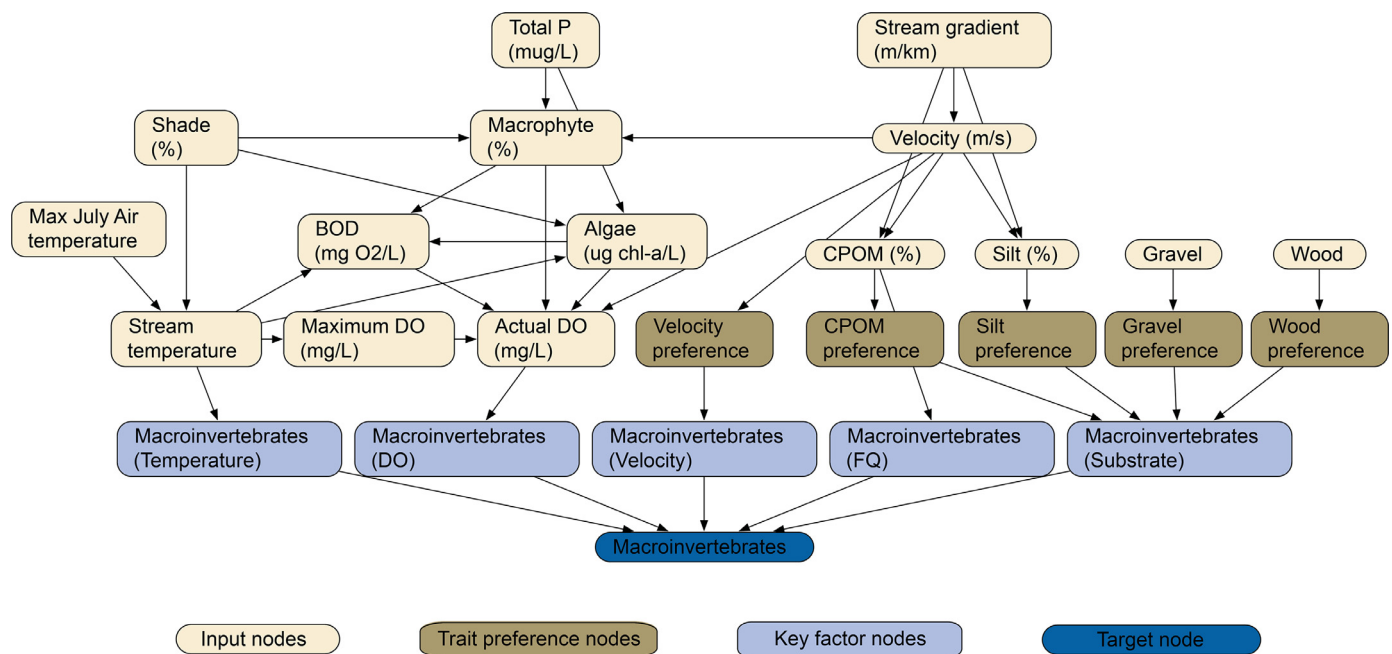 Total P
(mug/L)
Stream gradient
(m/km)
Shade
(%)
Macrophyte
(%)
Velocity (m/s)
Max July Air
temperature
BOD
(mg O2/L)
Algae
(ug chl-a/L)
CPOM (%)
Silt (%)
Gravel
Wood
Stream
temperature
Maximum DO
(mg/L)
Actual DO
(mg/L)
Velocity
preference
CPOM
preference
Silt
preference
Gravel
preference
Wood
preference
Macroinvertebrates
(Temperature)
Macroinvertebrates
(DO)
Macroinvertebrates
(Velocity)
Macroinvertebrates
(FQ)
Macroinvertebrates
(Substrate)
Macroinvertebrates
Input nodes
Trait preference nodes
Key factor nodes
Target node